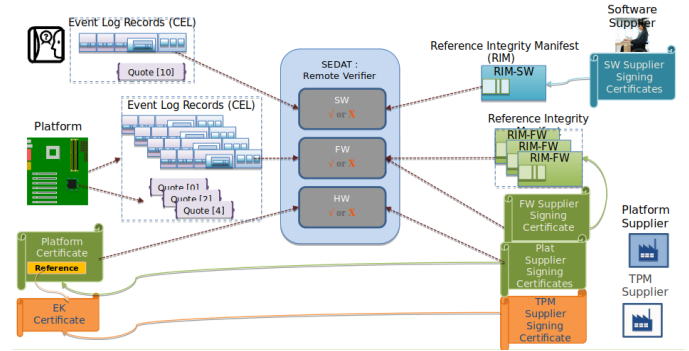 Event Log Records (CEL)
Quote [10]
SEDAT :
Remote Verifier
SW
√ or X
FW
√ or X
HW
√ or X
Software
Supplier
Reference Integrity Manifest
(RIM)
RIM-SW
SW Supplier
Signing
Certificates
Platform
Event Log Records (CEL)
Quote [0]
Quote [2]
Quote [4]
Reference Integrity
RIM-FW
RIM-FW
RIM-FW
FW Supplier
Signing
Certificate
Platform
Certificate
Reference
Plat
Supplier
Signing
Certificates
Platform
Supplier
EK
Certificate
TPM
Supplier
Signing
Certificate
TPM
Supplier